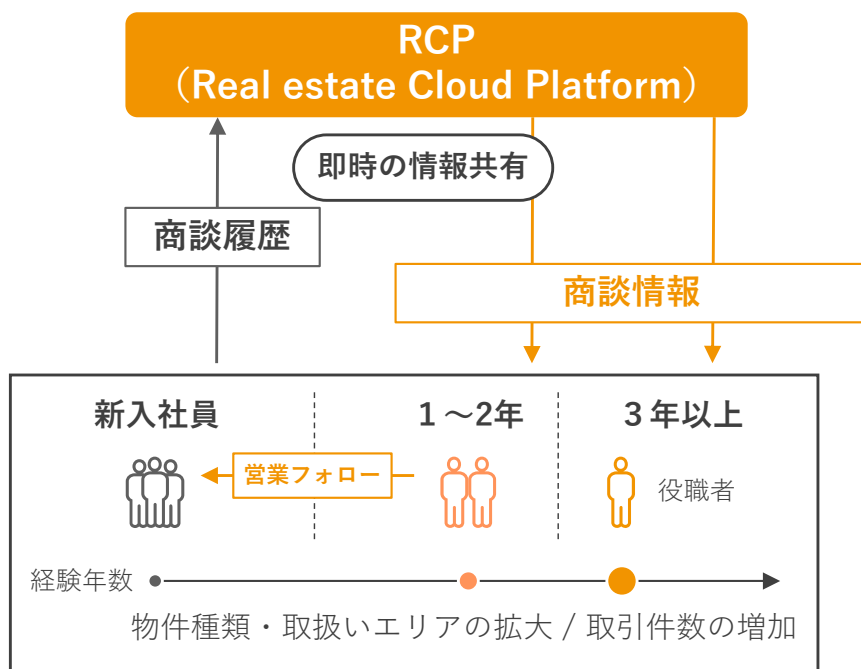 RCP
（Real estate Cloud Platform）
即時の情報共有
商談履歴
商談情報
新入社員
１～2年
３年以上
営業フォロー
役職者
経験年数
物件種類・取扱いエリアの拡大 / 取引件数の増加